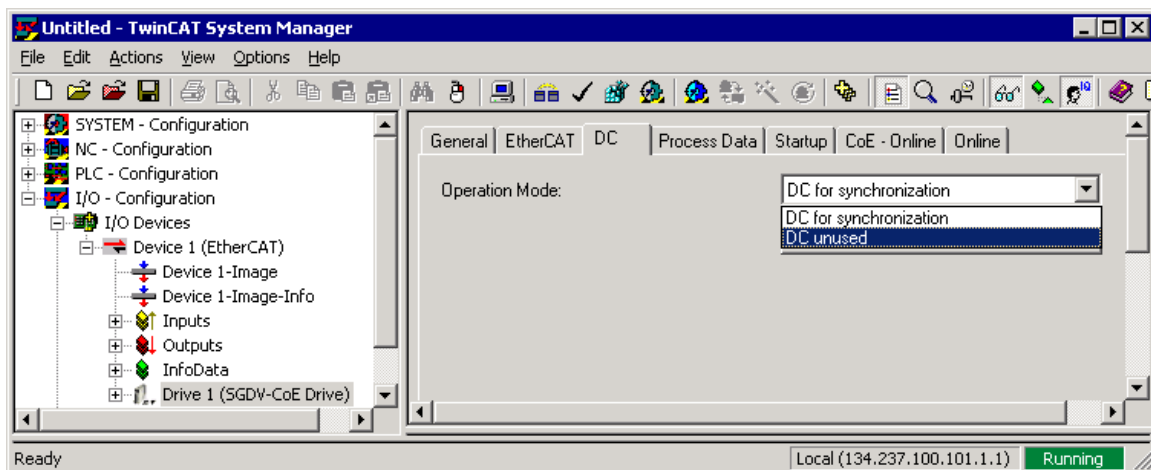 Untitled - TwinCAT System Manager
File Edit Actions View Options Help
SYSTEM - Configuration
NC - Configuration
PLC - Configuration
I/O - Configuration
I/O Devices
Device 1 (EtherCAT)
Device 1-Image
Device 1-Image-Info
Inputs
Outputs
InfoData
Drive 1 (SGDV-CoE Drive)
General EtherCAT DC Process Data Startup CoE - Online Online
Operation Mode: DC for synchronization
DC for synchronization
DC unused
Ready Local (134.237.100.101.1.1) Running